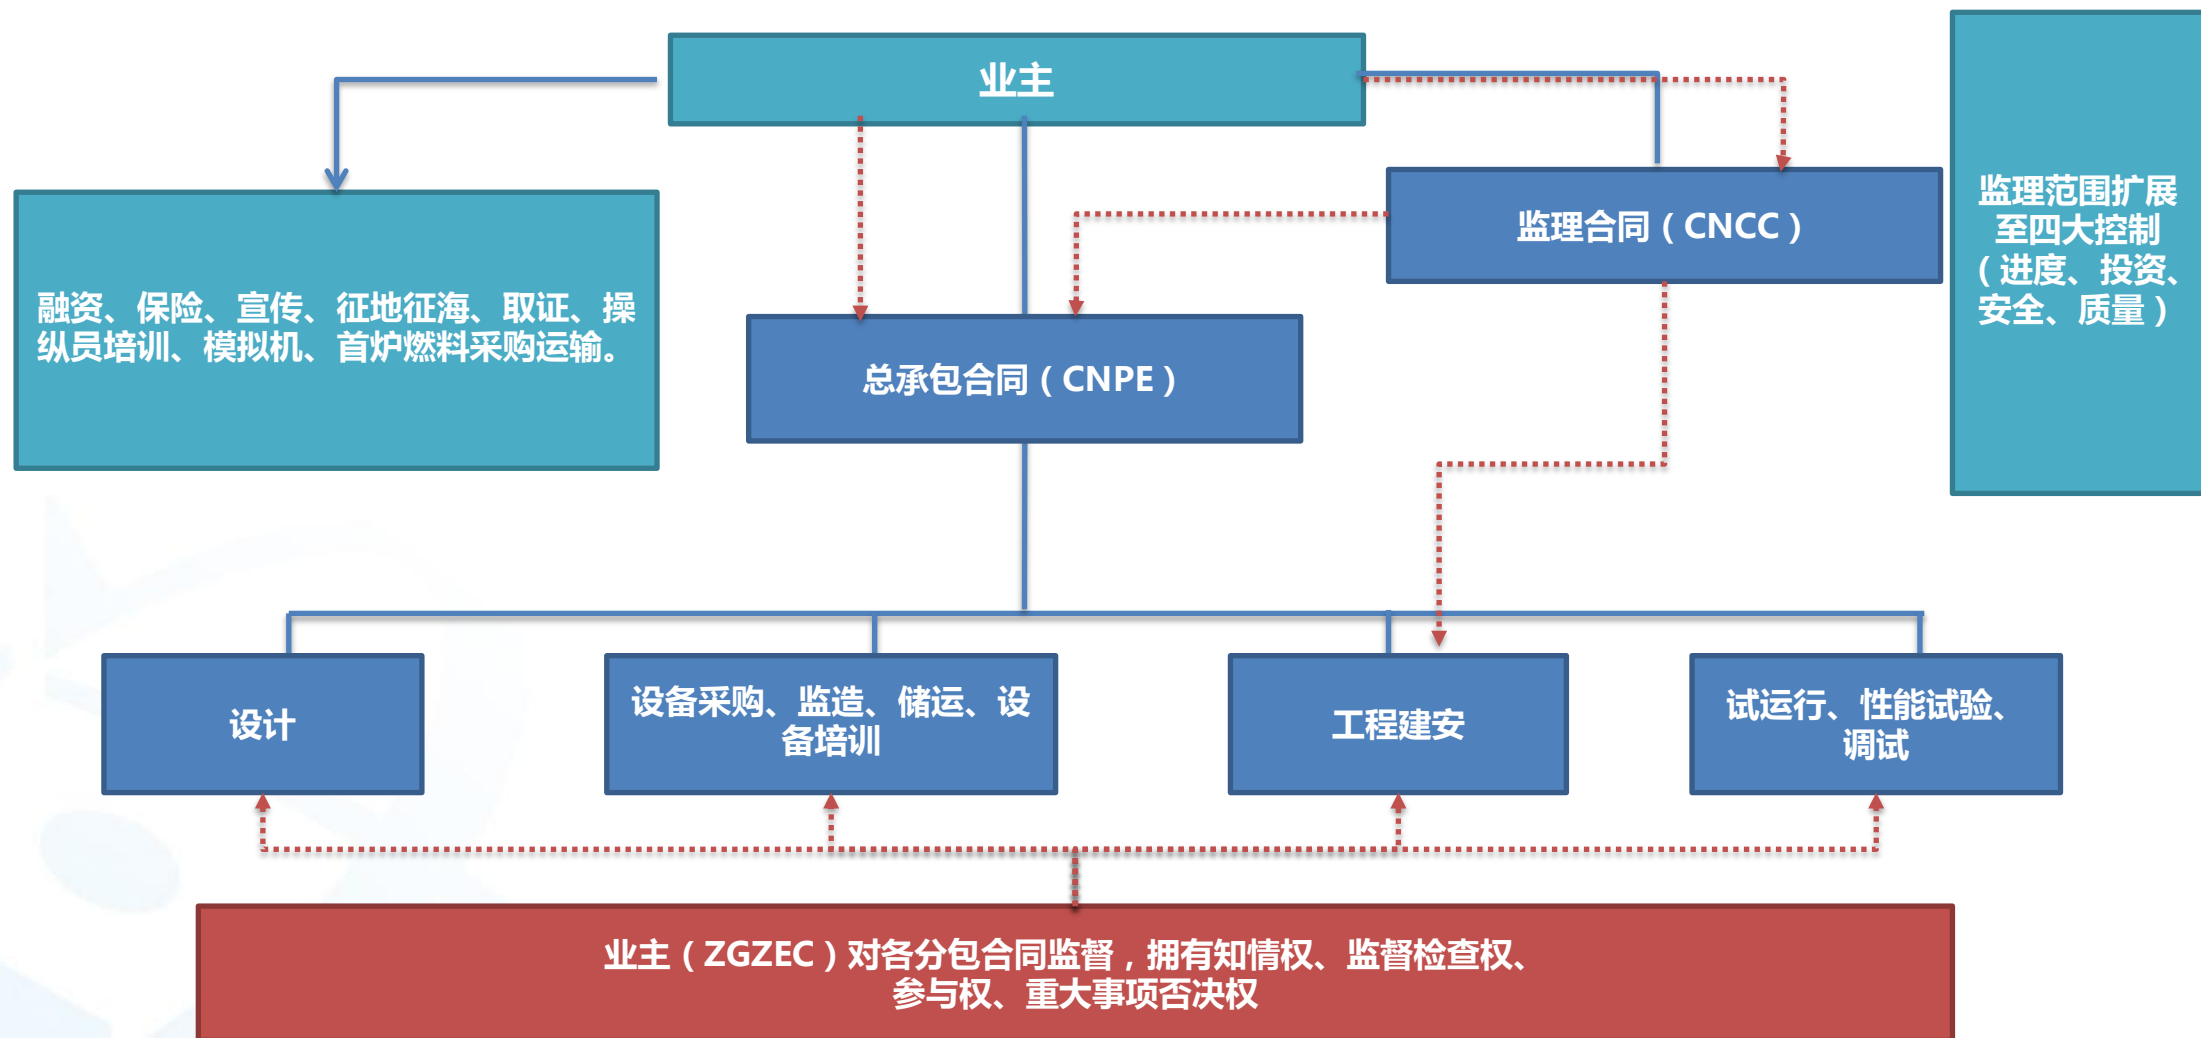 业主
监理范围扩展
至四大控制
（进度、投资、
安全、质量）
监理合同（CNCC）
融资、保险、宣传、征地征海、取证、操
纵员培训、模拟机、首炉燃料采购运输。
总承包合同（CNPE）
设计
设备采购、监造、储运、设
备培训
工程建安
试运行、性能试验、
调试
业主（ZGZEC）对各分包合同监督，拥有知情权、监督检查权、
参与权、重大事项否决权